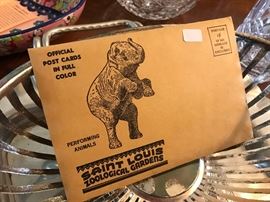 OFFICIAL
POST CARDS
IN FULL
COLOR
PERFORMING
ANIMALS
SAINT LOUIS
ZOOLOGICAL GARDENS